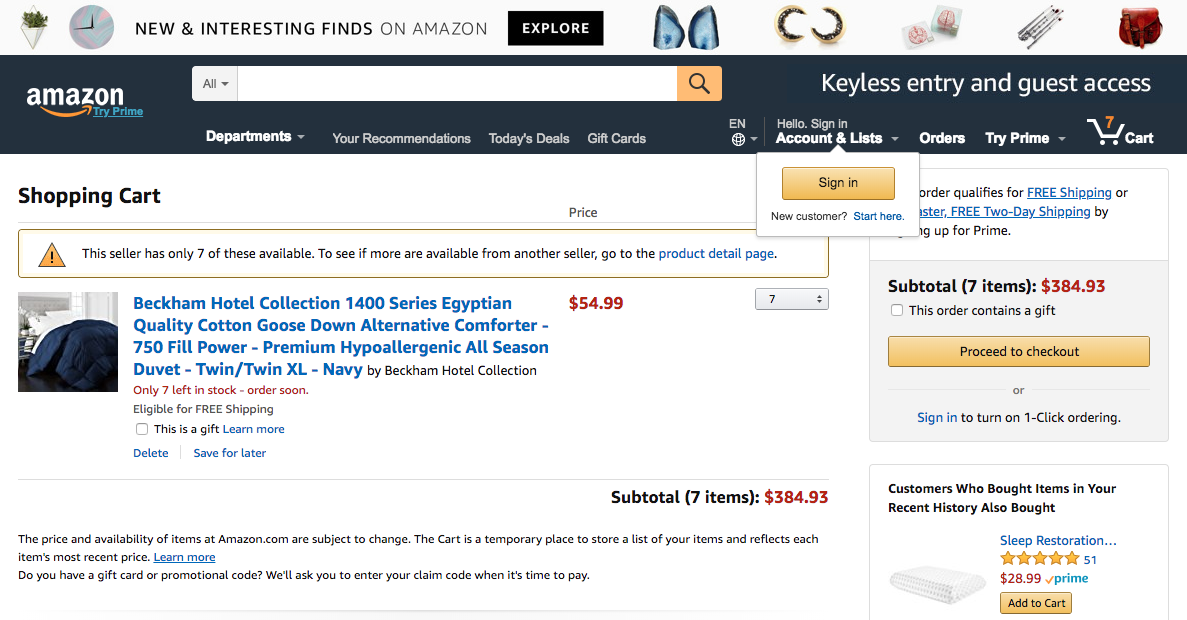 NEW & INTERESTING FINDS ON AMAZON EXPLORE
All
Keyless entry and guest access
amazon
Try Prime
Departments
Your Recommendations Today's Deals Gift Cards
EN
Hello. Sign in
Account & Lists
Orders
Try Prime
7
Cart
Sign in
New customer? Start here.
Shopping Cart
Price
This seller has only 7 of these available. To see if more are available from another seller, go to the product detail page.
Beckham Hotel Collection 1400 Series Egyptian
Quality Cotton Goose Down Alternative Comforter -
750 Fill Power - Premium Hypoallergenic All Season
Duvet - Twin/Twin XL - Navy by Beckham Hotel Collection
$54.99
7
Only 7 left in stock - order soon.
Eligible for FREE Shipping
This is a gift Learn more
Delete Save for later
Subtotal (7 items): $384.93
The price and availability of items at Amazon.com are subject to change. The Cart is a temporary place to store a list of your items and reflects each
item's most recent price. Learn more
Do you have a gift card or promotional code? We'll ask you to enter your claim code when it's time to pay.
order qualifies for FREE Shipping or
FREE Two-Day Shipping by
up for Prime.
Subtotal (7 items): $384.93
This order contains a gift
Proceed to checkout
or
Sign in to turn on 1-Click ordering.
Customers Who Bought Items in Your
Recent History Also Bought
Sleep Restoration…
51
$28.99 prime
Add to Cart